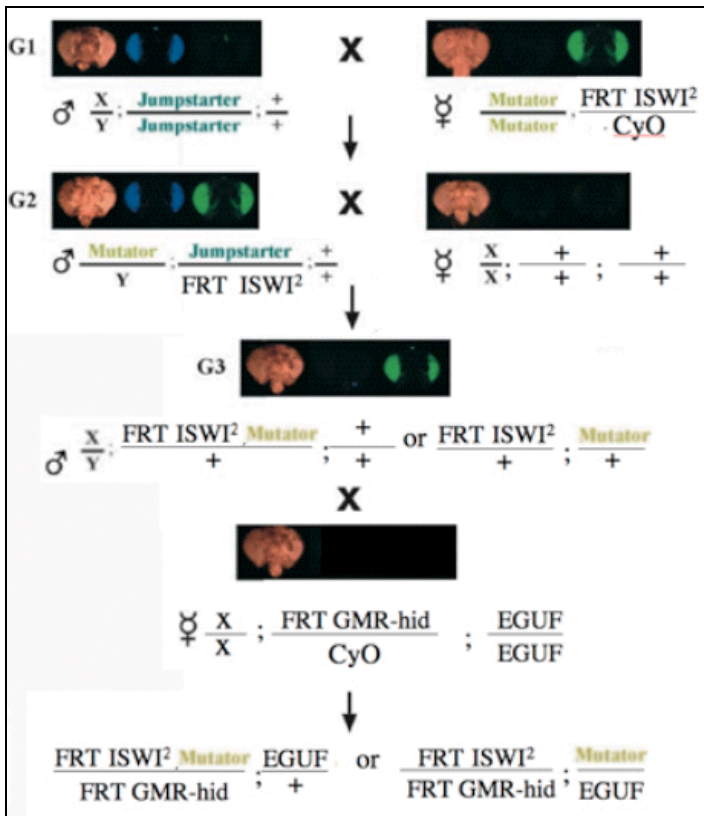 G1 X
X Jumpstarter + Mutator FRT ISWI²
♂ — ; — ; — ☿ — , —
Y Jumpstarter + Mutator CyO
G2 X
Mutator Jumpstarter + X + +
♂ — ; — ; — ☿ — ; — ; —
Y FRT ISWI² + X + +
G3
X FRT ISWI² Mutator + or FRT ISWI² Mutator
♂ — ; — ; — — ; —
Y + + + +
X
X FRT GMR-hid EGUF
☿ — ; — ; —
X CyO EGUF
FRT ISWI² Mutator EGUF or FRT ISWI² Mutator
— ; — — ; —
FRT GMR-hid + FRT GMR-hid EGUF